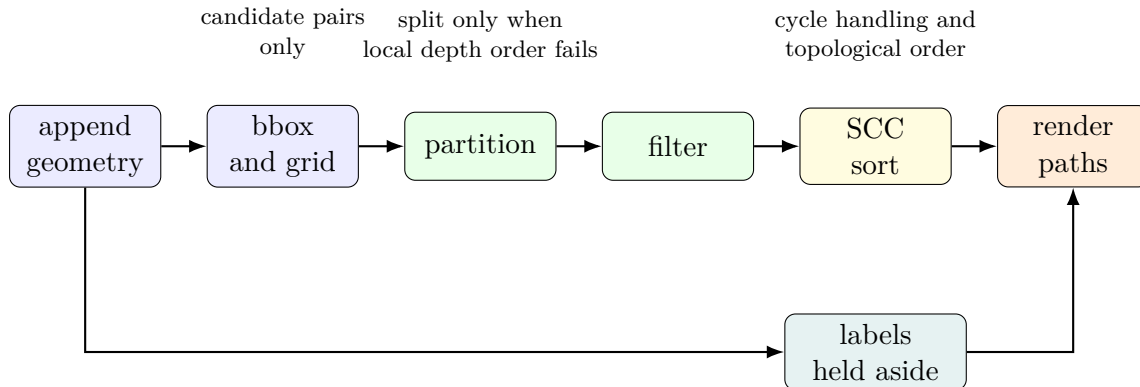 candidate pairs
only
split only when
local depth order fails
cycle handling and
topological order
append
geometry
bbox
and grid
partition
filter
SCC
sort
render
paths
labels
held aside